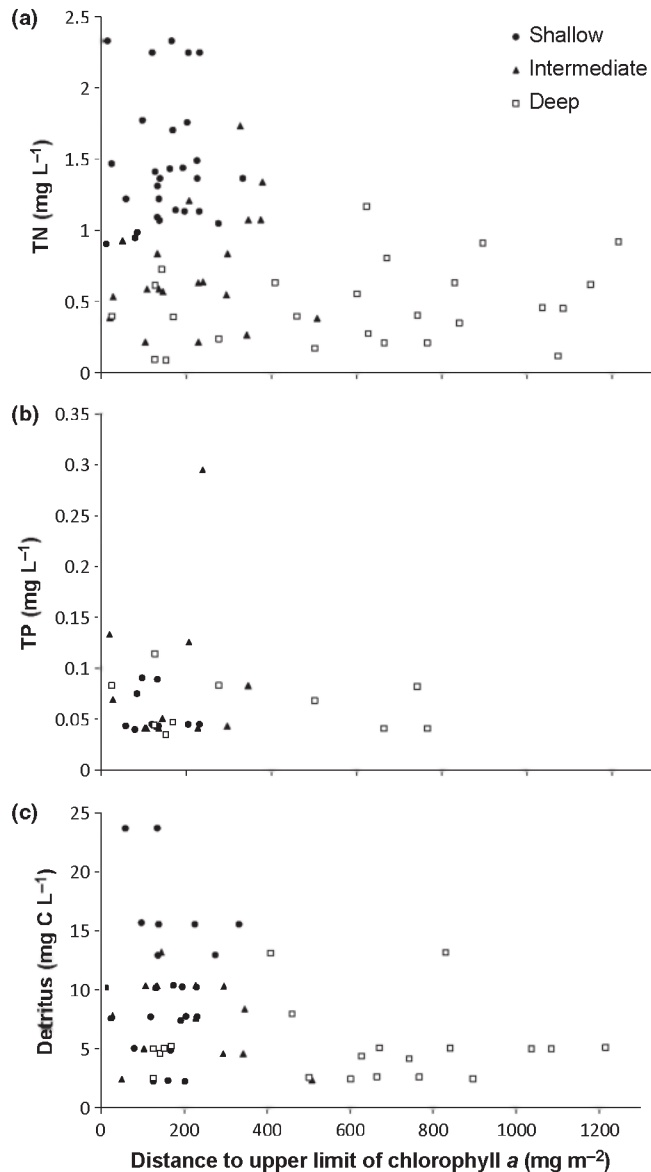 (a)
2.5
2
1.5
1
0.5
0
TN (mg L⁻¹)
Shallow
Intermediate
Deep
(b)
0.35
0.3
0.25
0.2
0.15
0.1
0.05
0
TP (mg L⁻¹)
(c)
25
20
15
10
5
0
Detritus (mg C L⁻¹)
0 200 400 600 800 1000 1200
Distance to upper limit of chlorophyll a (mg m⁻²)